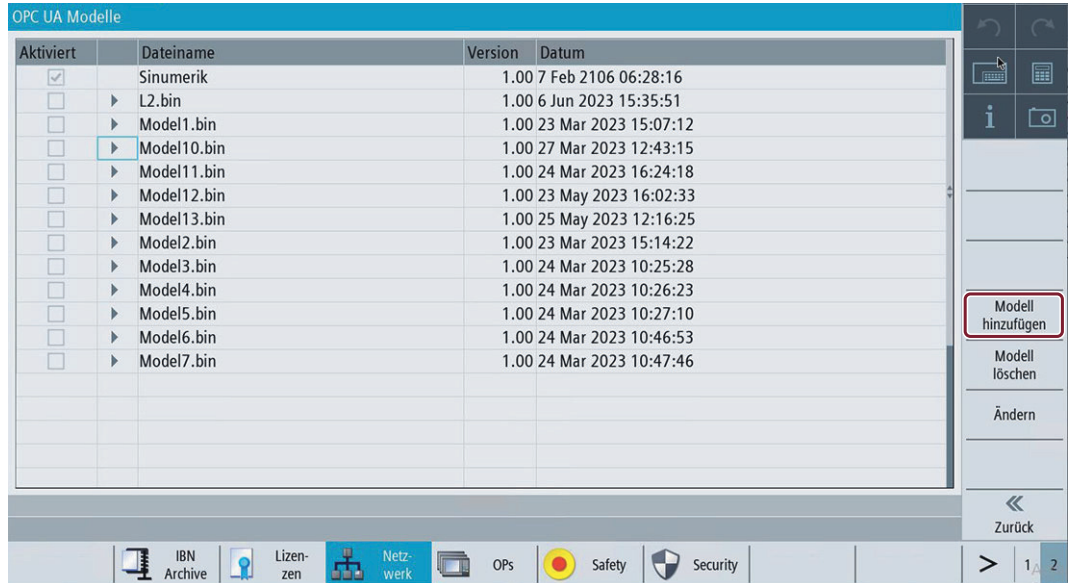 OPC UA Modelle
Aktiviert Dateiname Version Datum
Sinumerik 1.00 7 Feb 2106 06:28:16
L2.bin 1.00 6 Jun 2023 15:35:51
Model1.bin 1.00 23 Mar 2023 15:07:12
Model10.bin 1.00 27 Mar 2023 12:43:15
Model11.bin 1.00 24 Mar 2023 16:24:18
Model12.bin 1.00 23 May 2023 16:02:33
Model13.bin 1.00 25 May 2023 12:16:25
Model2.bin 1.00 23 Mar 2023 15:14:22
Model3.bin 1.00 24 Mar 2023 10:25:28
Model4.bin 1.00 24 Mar 2023 10:26:23
Model5.bin 1.00 24 Mar 2023 10:27:10
Model6.bin 1.00 24 Mar 2023 10:46:53
Model7.bin 1.00 24 Mar 2023 10:47:46
Modell
hinzufügen
Modell
löschen
Ändern
Zurück
IBN
Archive
Lizen-
zen
Netz-
werk
OPs
Safety
Security
1 2